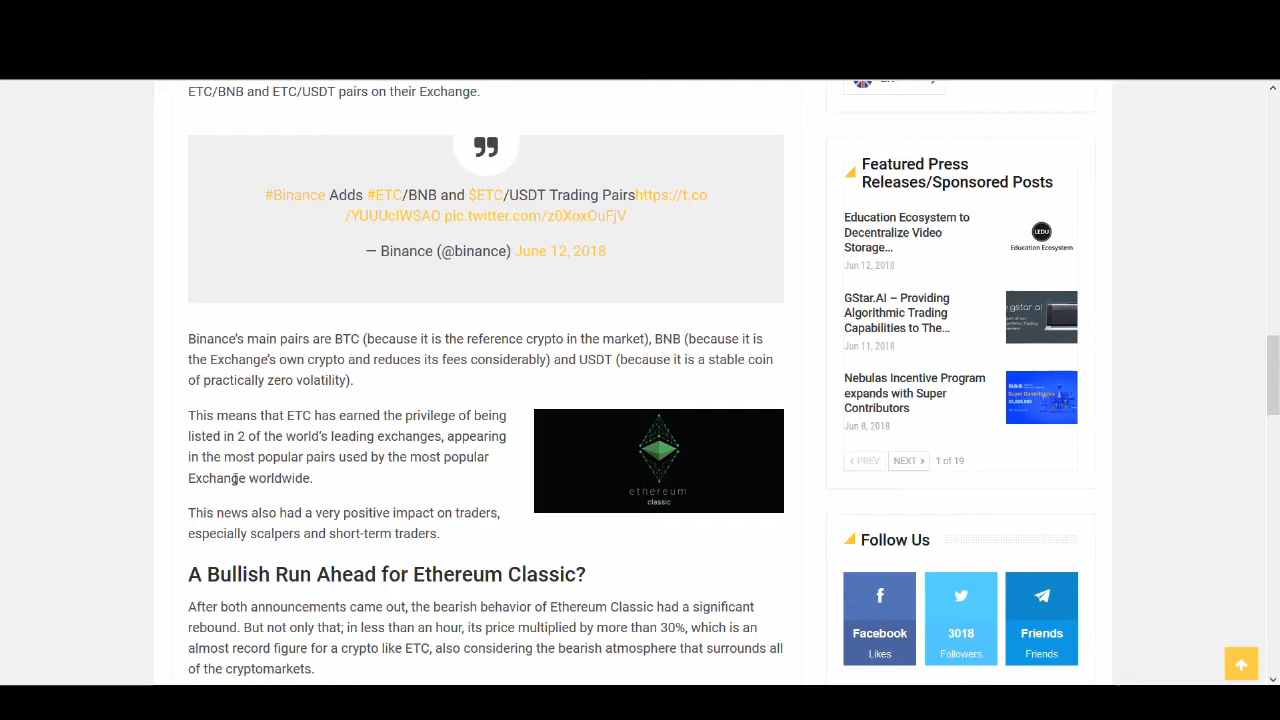 ETC/BNB and ETC/USDT pairs on their Exchange.
#Binance Adds #ETC/BNB and $ETC/USDT Trading Pairshttps://t.co
/YUUUclWSAO pic.twitter.com/z0XoxOuFjV
— Binance (@binance) June 12, 2018
Binance's main pairs are BTC (because it is the reference crypto in the market), BNB (because it is
the Exchange's own crypto and reduces its fees considerably) and USDT (because it is a stable coin
of practically zero volatility).
This means that ETC has earned the privilege of being
listed in 2 of the world's leading exchanges, appearing
in the most popular pairs used by the most popular
Exchange worldwide.
ethereum
classic
This news also had a very positive impact on traders,
especially scalpers and short-term traders.
A Bullish Run Ahead for Ethereum Classic?
After both announcements came out, the bearish behavior of Ethereum Classic had a significant
rebound. But not only that; in less than an hour, its price multiplied by more than 30%, which is an
almost record figure for a crypto like ETC, also considering the bearish atmosphere that surrounds all
of the cryptomarkets.
Featured Press
Releases/Sponsored Posts
Education Ecosystem to
Decentralize Video
Storage...
Jun 12, 2018
LEDU
Education Ecosystem
GStar.AI – Providing
Algorithmic Trading
Capabilities to The...
Jun 11, 2018
gstar.ai
Nebulas Incentive Program
expands with Super
Contributors
Jun 8, 2018
PREV NEXT 1 of 19
Follow Us
Facebook
Likes
3018
Followers
Friends
Friends